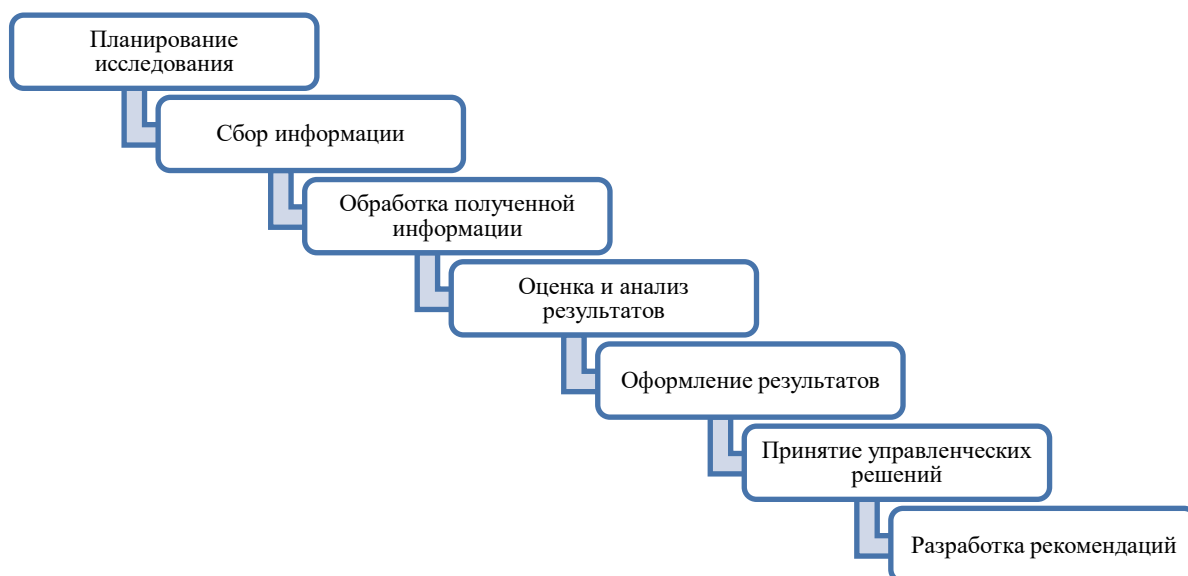 Планирование
исследования
Сбор информации
Обработка полученной
информации
Оценка и анализ
результатов
Оформление результатов
Принятие управленческих
решений
Разработка рекомендаций